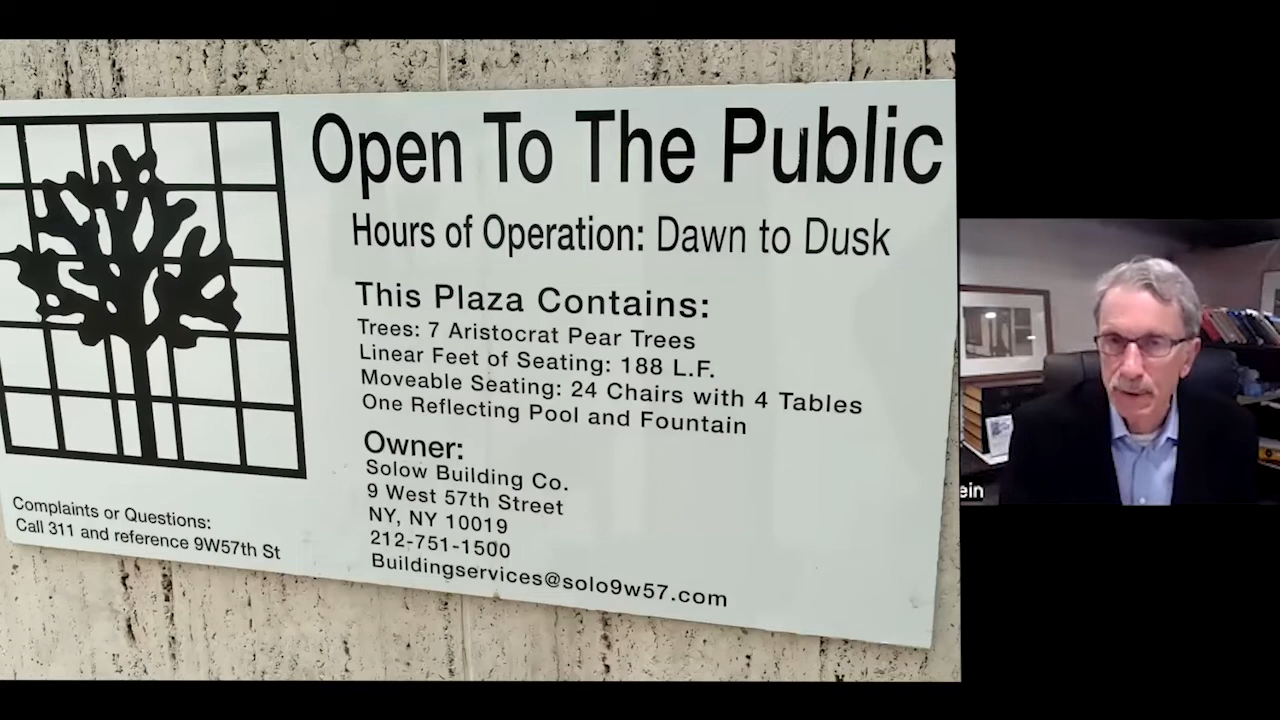 Open To The Public
Hours of Operation: Dawn to Dusk
This Plaza Contains:
Trees: 7 Aristocrat Pear Trees
Linear Feet of Seating: 188 L.F.
Moveable Seating: 24 Chairs with 4 Tables
One Reflecting Pool and Fountain
Owner:
Solow Building Co.
9 West 57th Street
NY, NY 10019
212-751-1500
Buildingservices@solo9w57.com
Complaints or Questions:
Call 311 and reference 9W57th St
ein